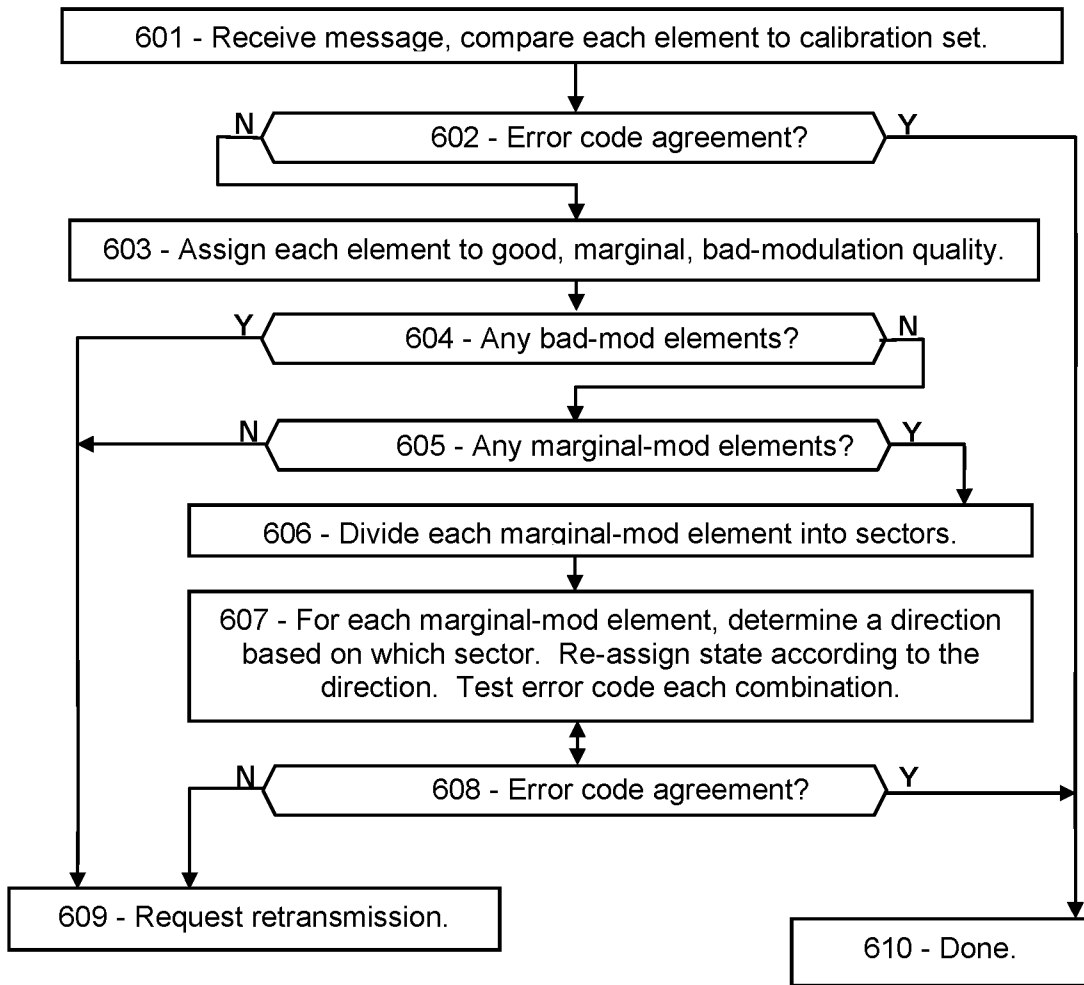 601 - Receive message, compare each element to calibration set.
N
Y
602 - Error code agreement?
603 - Assign each element to good, marginal, bad-modulation quality.
Y
N
604 - Any bad-mod elements?
N
Y
605 - Any marginal-mod elements?
606 - Divide each marginal-mod element into sectors.
607 - For each marginal-mod element, determine a direction
based on which sector.  Re-assign state according to the
direction.  Test error code each combination.
N
Y
608 - Error code agreement?
609 - Request retransmission.
610 - Done.